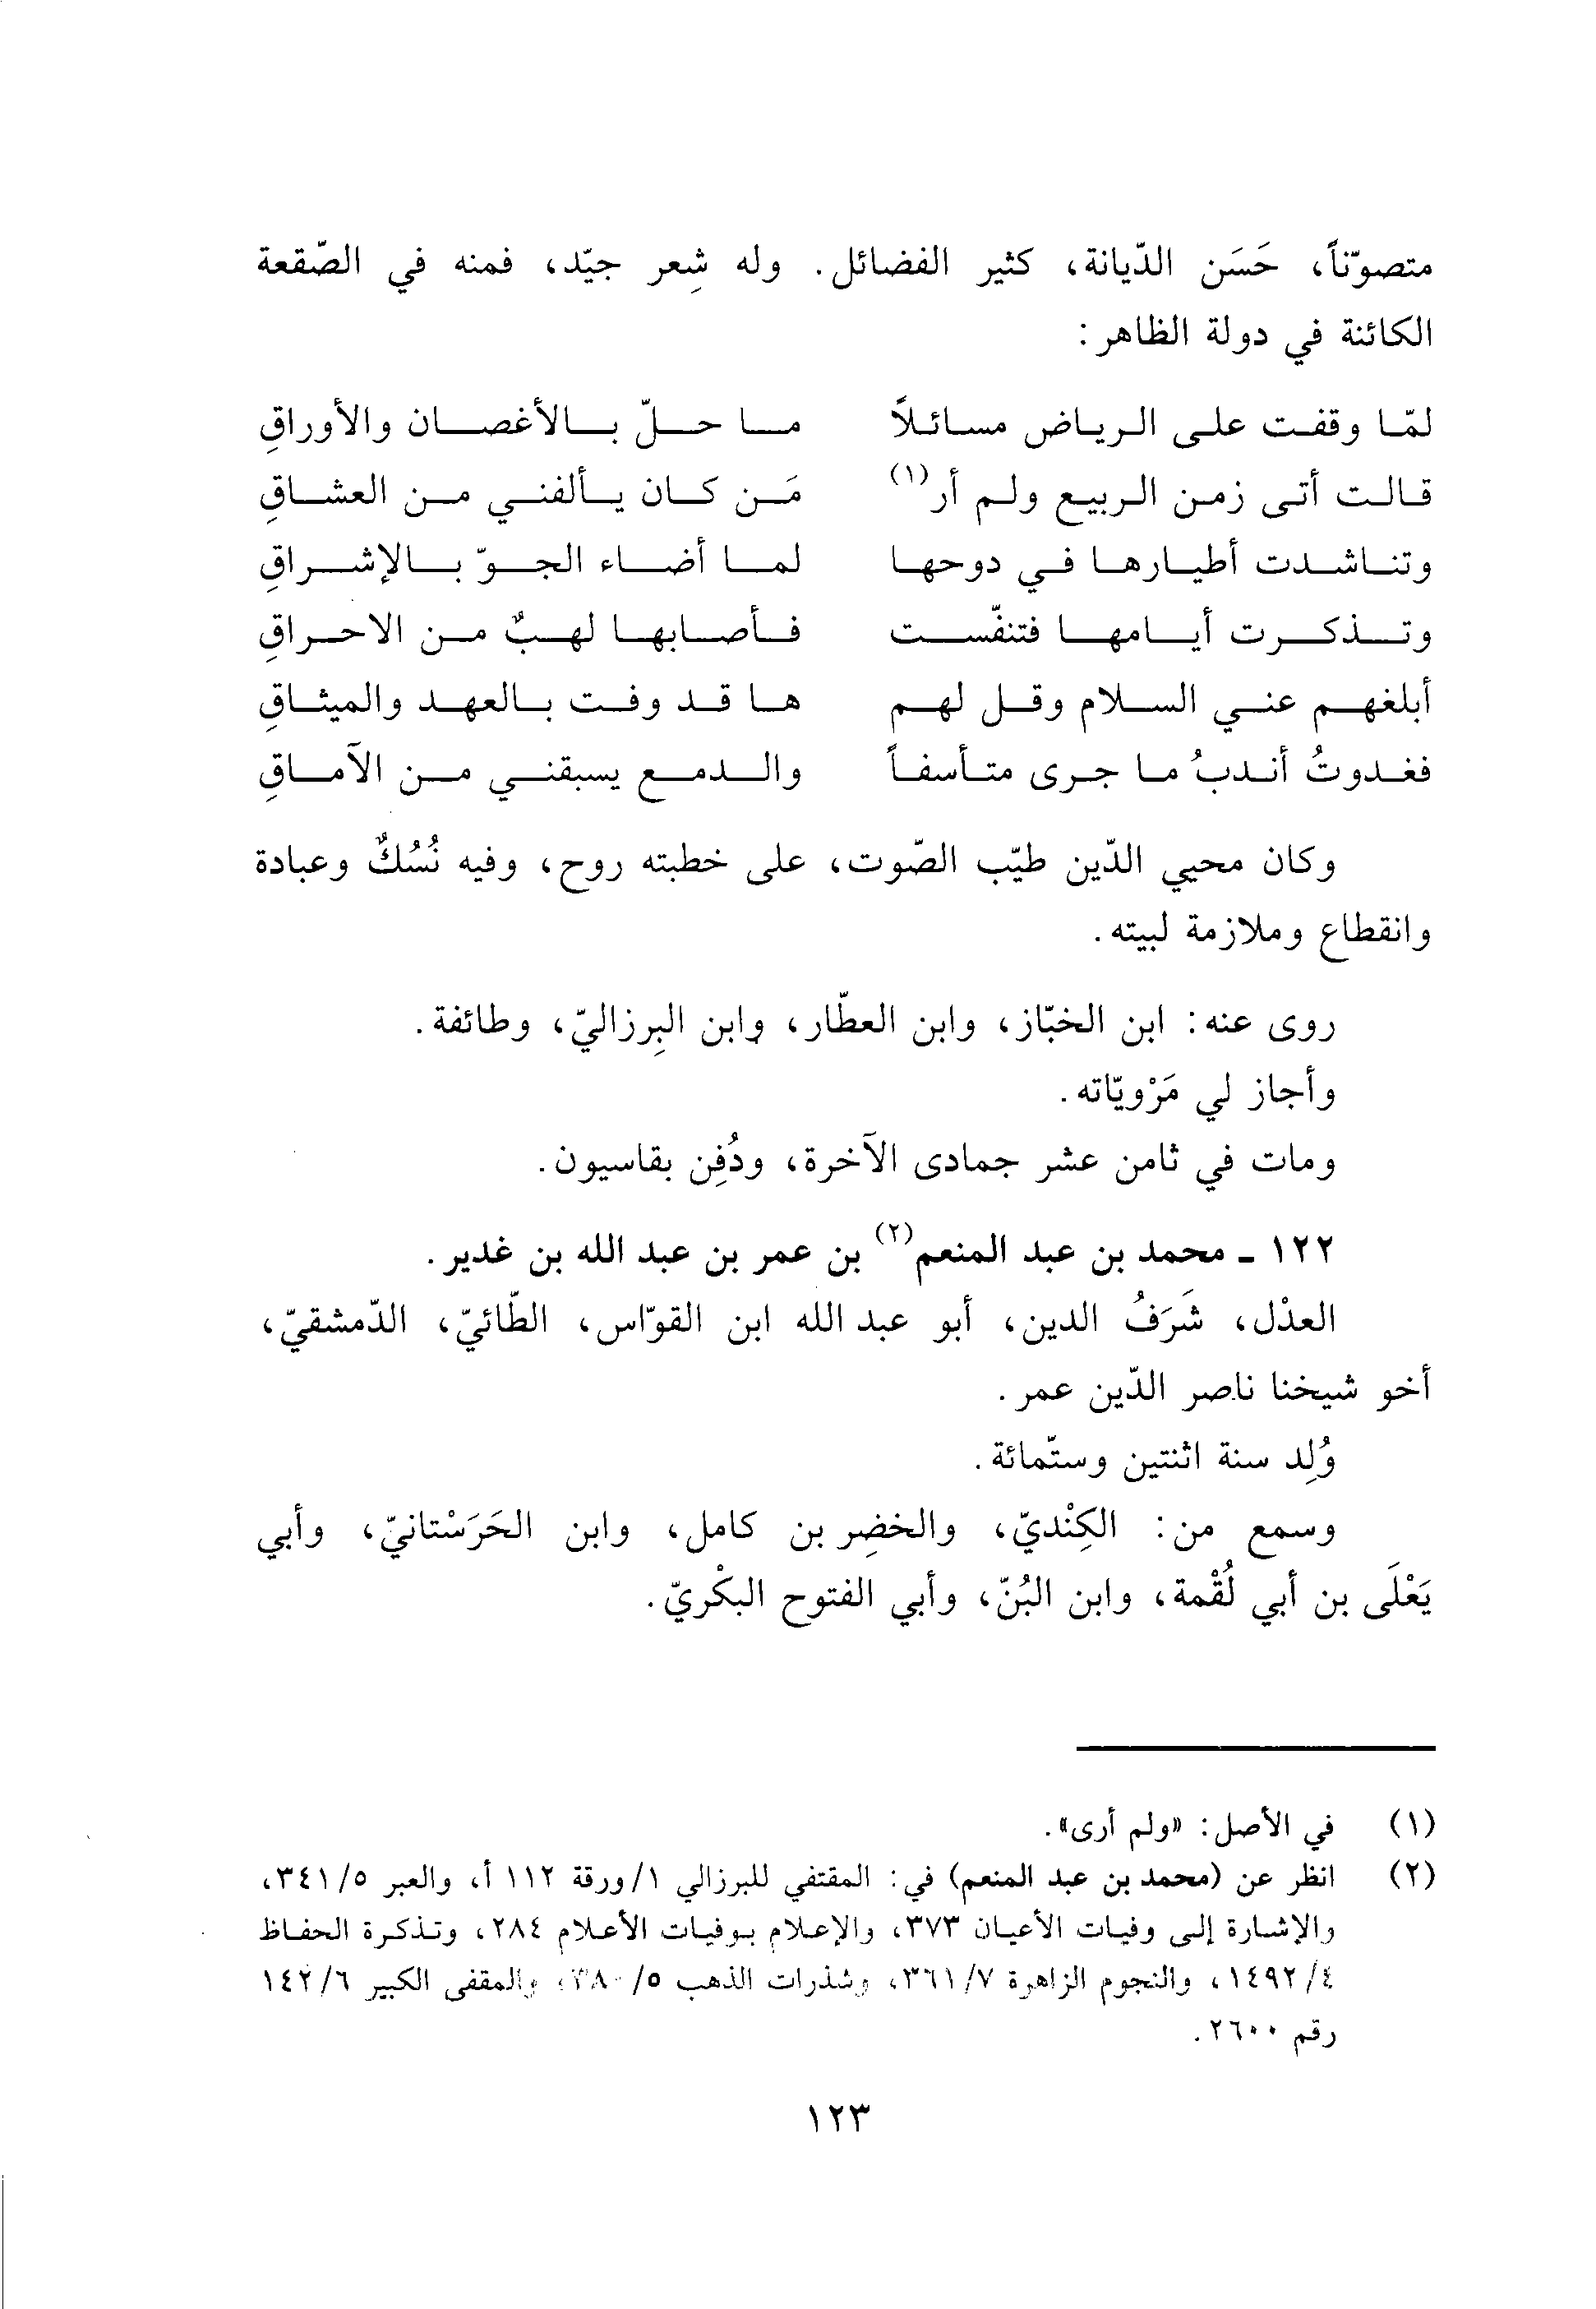 متصوّناً، حَسَن الدّيانة، كثير الفضائل. وله شِعر جيّد، فمنه في الصّقعة
الكائنة في دولة الظاهر:
لمّا وقفت على الرياض مسائلاً ما حلّ بالأغصان والأوراقِ
قالت أتى زمن الربيع ولم أر(١) مَن كان يألفني من العشاقِ
وتناشدت أطيارها في دوحها لما أضاء الجوّ بالإشراقِ
وتذكرت أيامها فتنفّست فأصابها لهبٌ من الاحراقِ
أبلغهم عني السلام وقل لهم ها قد وفت بالعهد والميثاقِ
فغدوتُ أندبُ ما جرى متأسفاً والدمع يسبقني من الآماقِ
وكان محيي الدّين طيّب الصّوت، على خطبته روح، وفيه نُسُكٌ وعبادة
وانقطاع وملازمة لبيته.
روى عنه: ابن الخبّاز، وابن العطّار، وابن البِرزاليّ، وطائفة.
وأجاز لي مَرْويّاته.
ومات في ثامن عشر جمادى الآخرة، ودُفِن بقاسيون.
١٢٢ - محمد بن عبد المنعم(٢) بن عمر بن عبد الله بن غدير.
العدْل، شَرَفُ الدين، أبو عبد الله ابن القوّاس، الطّائيّ، الدّمشقيّ،
أخو شيخنا ناصر الدّين عمر.
وُلِد سنة اثنتين وستّمائة.
وسمع من: الكِنْديّ، والخضِر بن كامل، وابن الحَرَسْتانيّ، وأبي
يَعْلَى بن أبي لُقْمة، وابن البُنّ، وأبي الفتوح البكْريّ.
(١) في الأصل: «ولم أرى».
(٢) انظر عن (محمد بن عبد المنعم) في: المقتفي للبرزالي ١/ورقة ١١٢ أ، والعبر ٣٤١/٥،
والإشارة إلى وفيات الأعيان ٣٧٣، والإعلام بوفيات الأعلام ٢٨٤، وتذكرة الحفاظ
١٤٩٢/٤، والنجوم الزاهرة ٣٦١/٧، وشذرات الذهب ٣٨٠/٥، والمقفى الكبير ١٤٢/٦
رقم ٢٦٠٠.
١٢٣